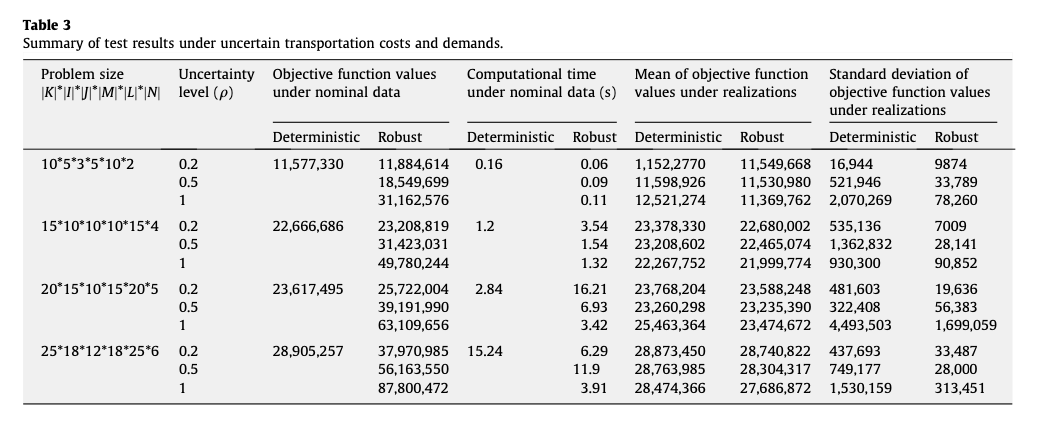 Table 3
Summary of test results under uncertain transportation costs and demands.
Problem size Uncertainty Objective function values Computational time Mean of objective function Standard deviation of
|K|*|I|*|J|*|M|*|L|*|N| level (ρ) under nominal data under nominal data (s) values under realizations objective function values
under realizations
Deterministic Robust Deterministic Robust Deterministic Robust Deterministic Robust
10*5*3*5*10*2 0.2 11,577,330 11,884,614 0.16 0.06 1,152,2770 11,549,668 16,944 9874
0.5 18,549,699 0.09 11,598,926 11,530,980 521,946 33,789
1 31,162,576 0.11 12,521,274 11,369,762 2,070,269 78,260
15*10*10*10*15*4 0.2 22,666,686 23,208,819 1.2 3.54 23,378,330 22,680,002 535,136 7009
0.5 31,423,031 1.54 23,208,602 22,465,074 1,362,832 28,141
1 49,780,244 1.32 22,267,752 21,999,774 930,300 90,852
20*15*10*15*20*5 0.2 23,617,495 25,722,004 2.84 16.21 23,768,204 23,588,248 481,603 19,636
0.5 39,191,990 6.93 23,260,298 23,235,390 322,408 56,383
1 63,109,656 3.42 25,463,364 23,474,672 4,493,503 1,699,059
25*18*12*18*25*6 0.2 28,905,257 37,970,985 15.24 6.29 28,873,450 28,740,822 437,693 33,487
0.5 56,163,550 11.9 28,763,985 28,304,317 749,177 28,000
1 87,800,472 3.91 28,474,366 27,686,872 1,530,159 313,451